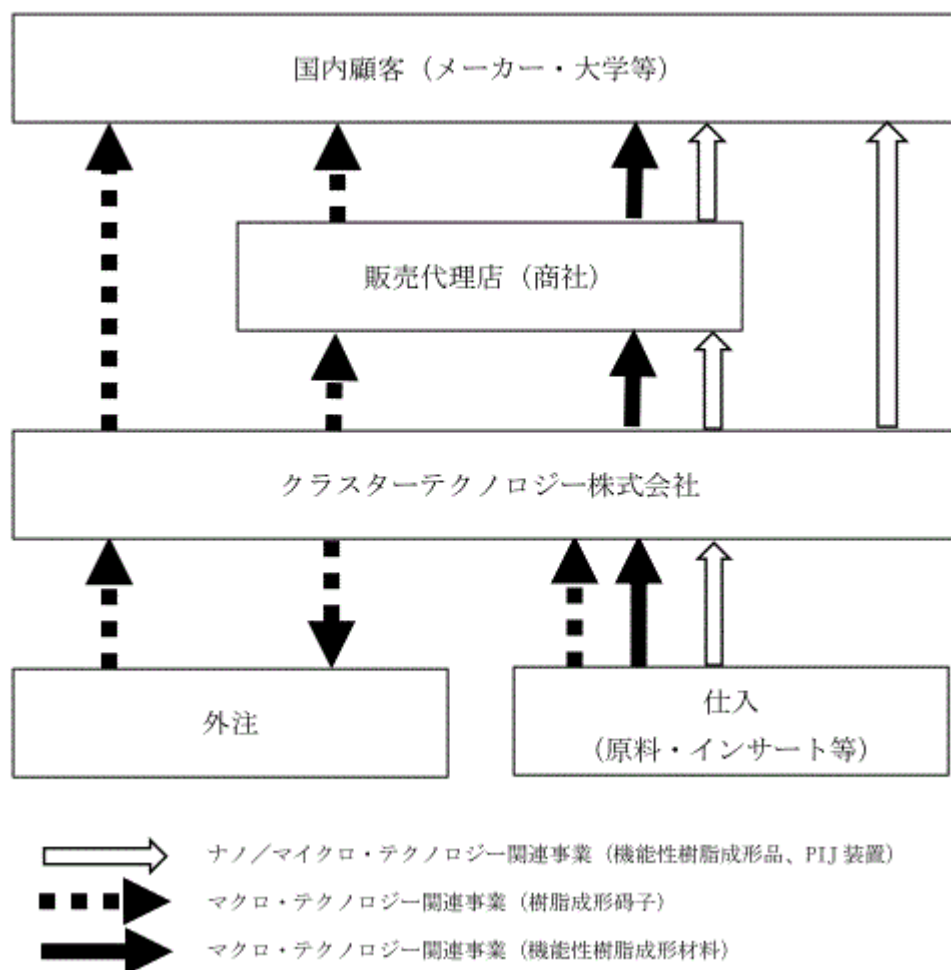 国内顧客（メーカー・大学等）
販売代理店（商社）
クラスターテクノロジー株式会社
外注
仕入
（原料・インサート等）
ナノ／マイクロ・テクノロジー関連事業（機能性樹脂成形品、PIJ 装置）
マクロ・テクノロジー関連事業（樹脂成形碍子）
マクロ・テクノロジー関連事業（機能性樹脂成形材料）